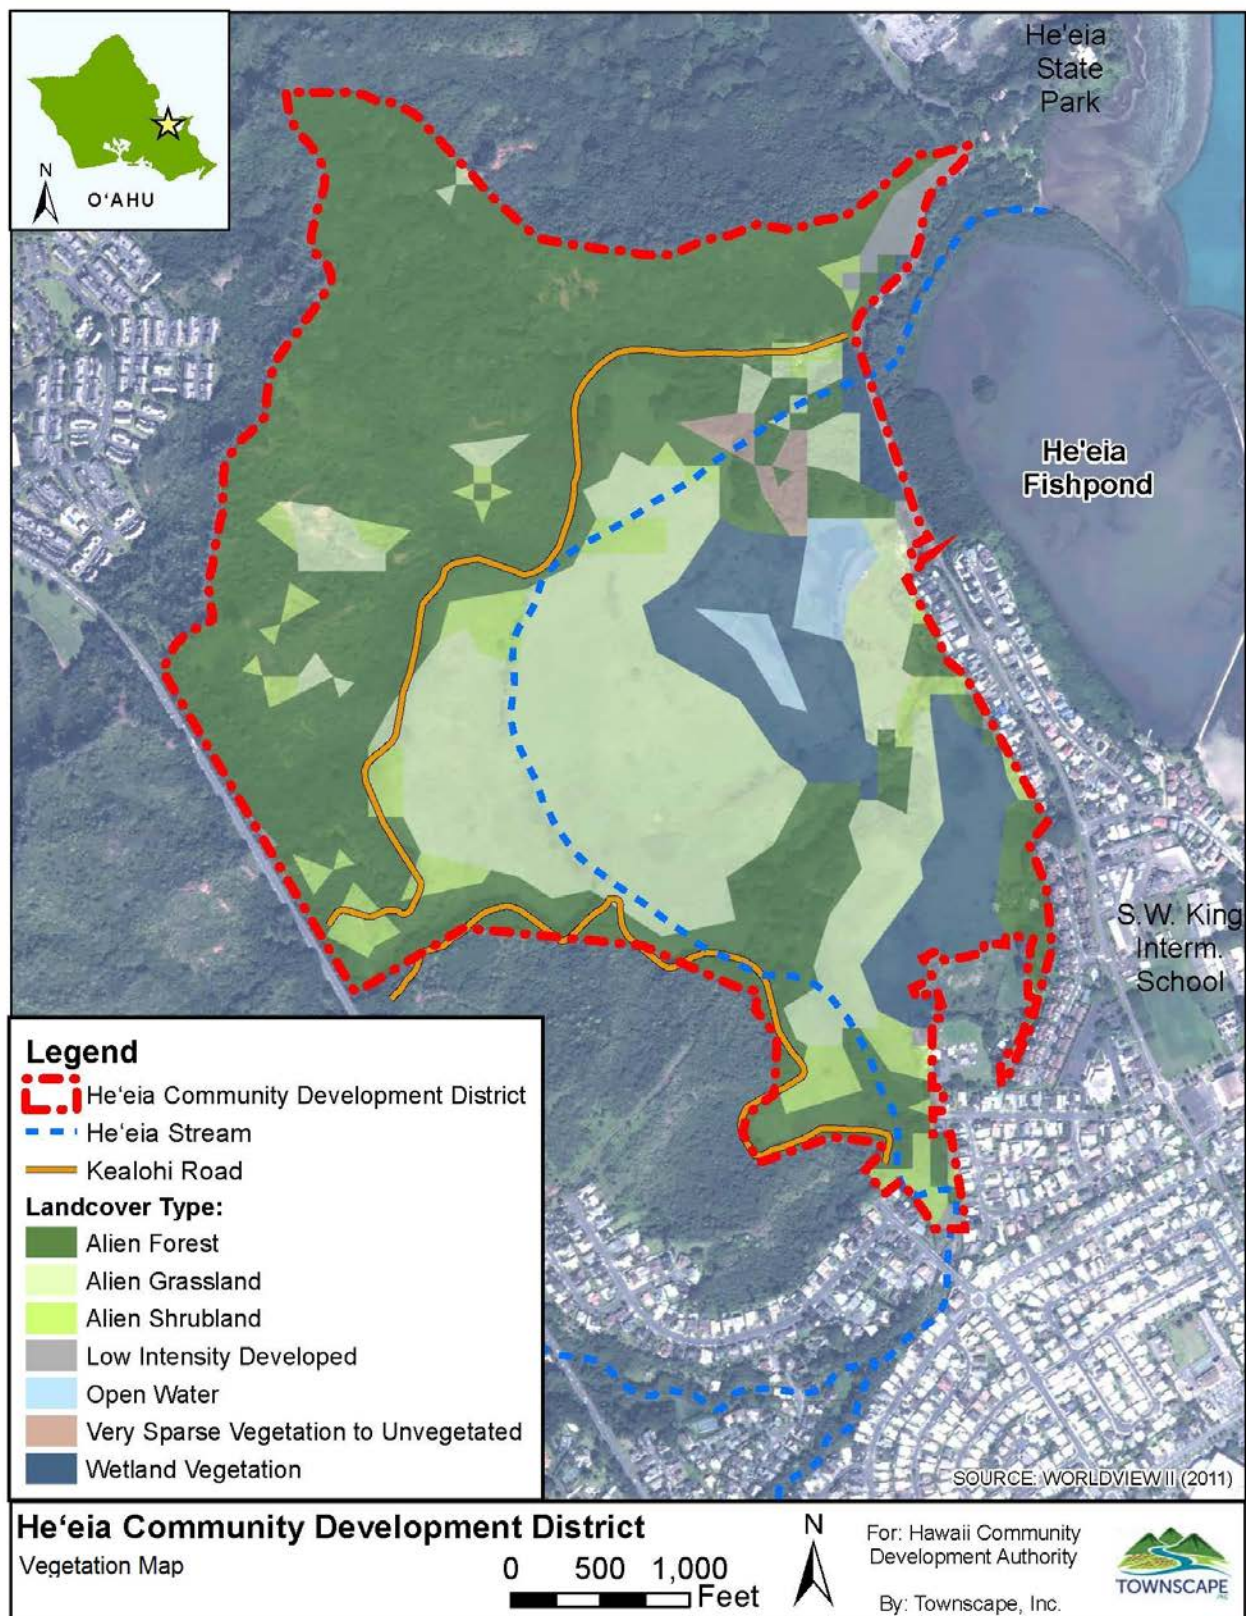 N
O‘AHU
He'eia
State
Park
He'eia
Fishpond
S.W. King
Interm.
School
Legend
He‘eia Community Development District
He‘eia Stream
Kealohi Road
Landcover Type:
Alien Forest
Alien Grassland
Alien Shrubland
Low Intensity Developed
Open Water
Very Sparse Vegetation to Unvegetated
Wetland Vegetation
SOURCE: WORLDVIEW II (2011)
He‘eia Community Development District
Vegetation Map
0 500 1,000
Feet
N
For: Hawaii Community
Development Authority
By: Townscape, Inc.
TOWNSCAPE